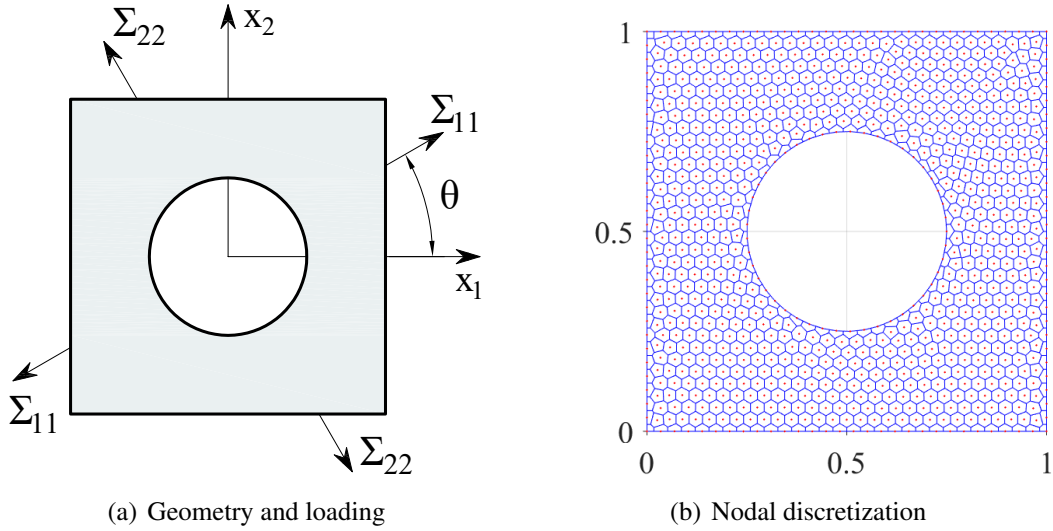 Σ22
x2
Σ11
θ
x1
Σ11
Σ22
(a) Geometry and loading
1
0.5
0
0
0.5
1
(b) Nodal discretization